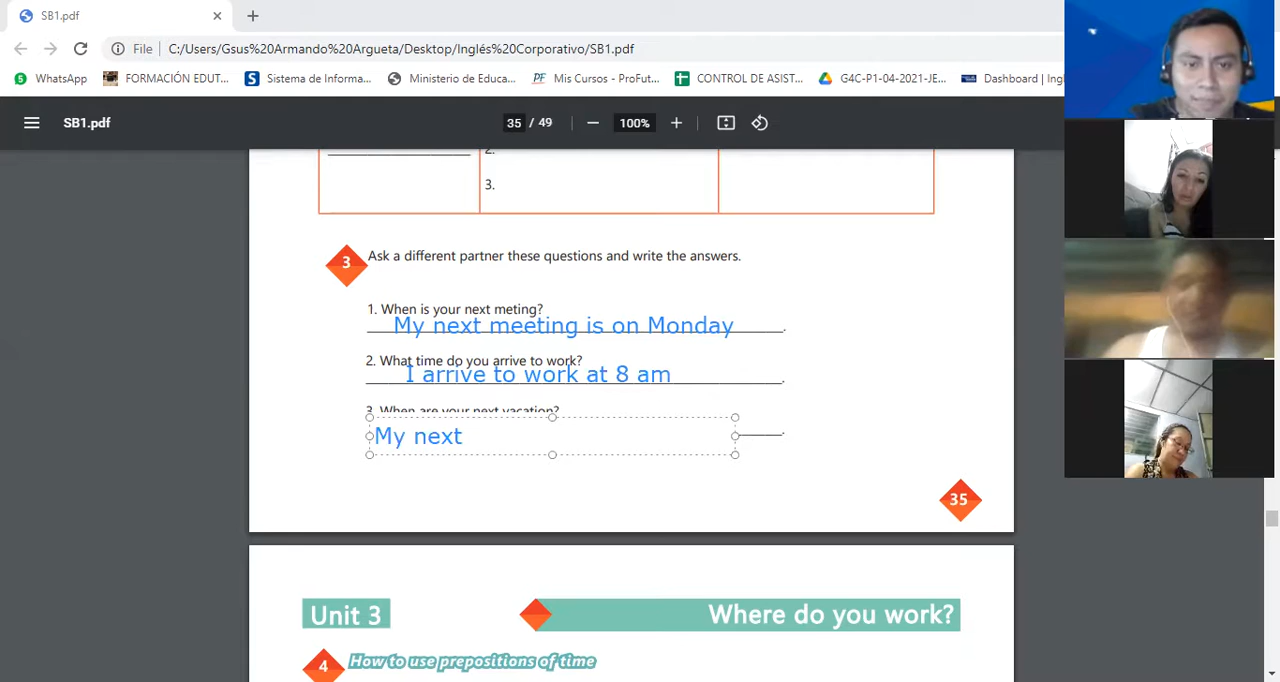 SB1.pdf
File
C:/Users/Gsus%20Armando%20Argueta/Desktop/Inglés%20Corporativo/SB1.pdf
WhatsApp
FORMACIÓN EDUT...
Sistema de Informa...
Ministerio de Educa...
Mis Cursos - ProFut...
CONTROL DE ASIST...
G4C-P1-04-2021-JE...
Dashboard | Ingl
SB1.pdf
35 / 49
100%
2.
3.
3 Ask a different partner these questions and write the answers.
1. When is your next meting?
My next meeting is on Monday
2. What time do you arrive to work?
I arrive to work at 8 am
3. When are your next vacation?
My next
35
Unit 3
Where do you work?
4 How to use prepositions of time